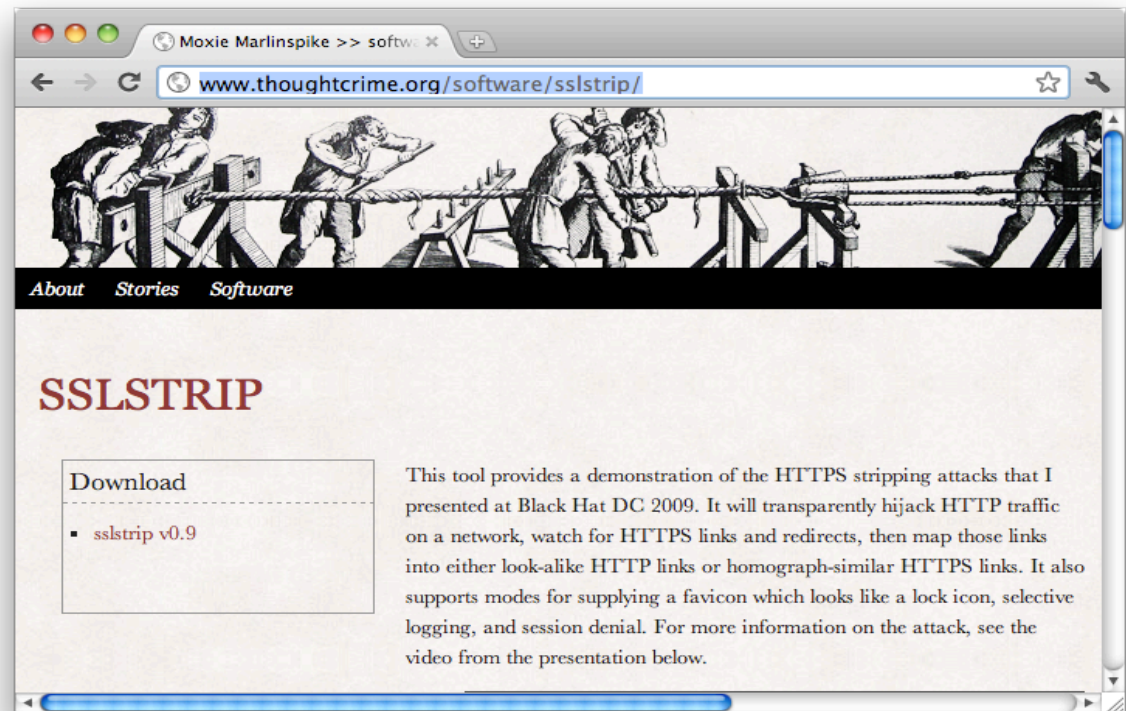 Moxie Marlinspike >> softw
www.thoughtcrime.org/software/sslstrip/
About Stories Software
SSLSTRIP
Download
sslstrip v0.9
This tool provides a demonstration of the HTTPS stripping attacks that I
presented at Black Hat DC 2009. It will transparently hijack HTTP traffic
on a network, watch for HTTPS links and redirects, then map those links
into either look-alike HTTP links or homograph-similar HTTPS links. It also
supports modes for supplying a favicon which looks like a lock icon, selective
logging, and session denial. For more information on the attack, see the
video from the presentation below.